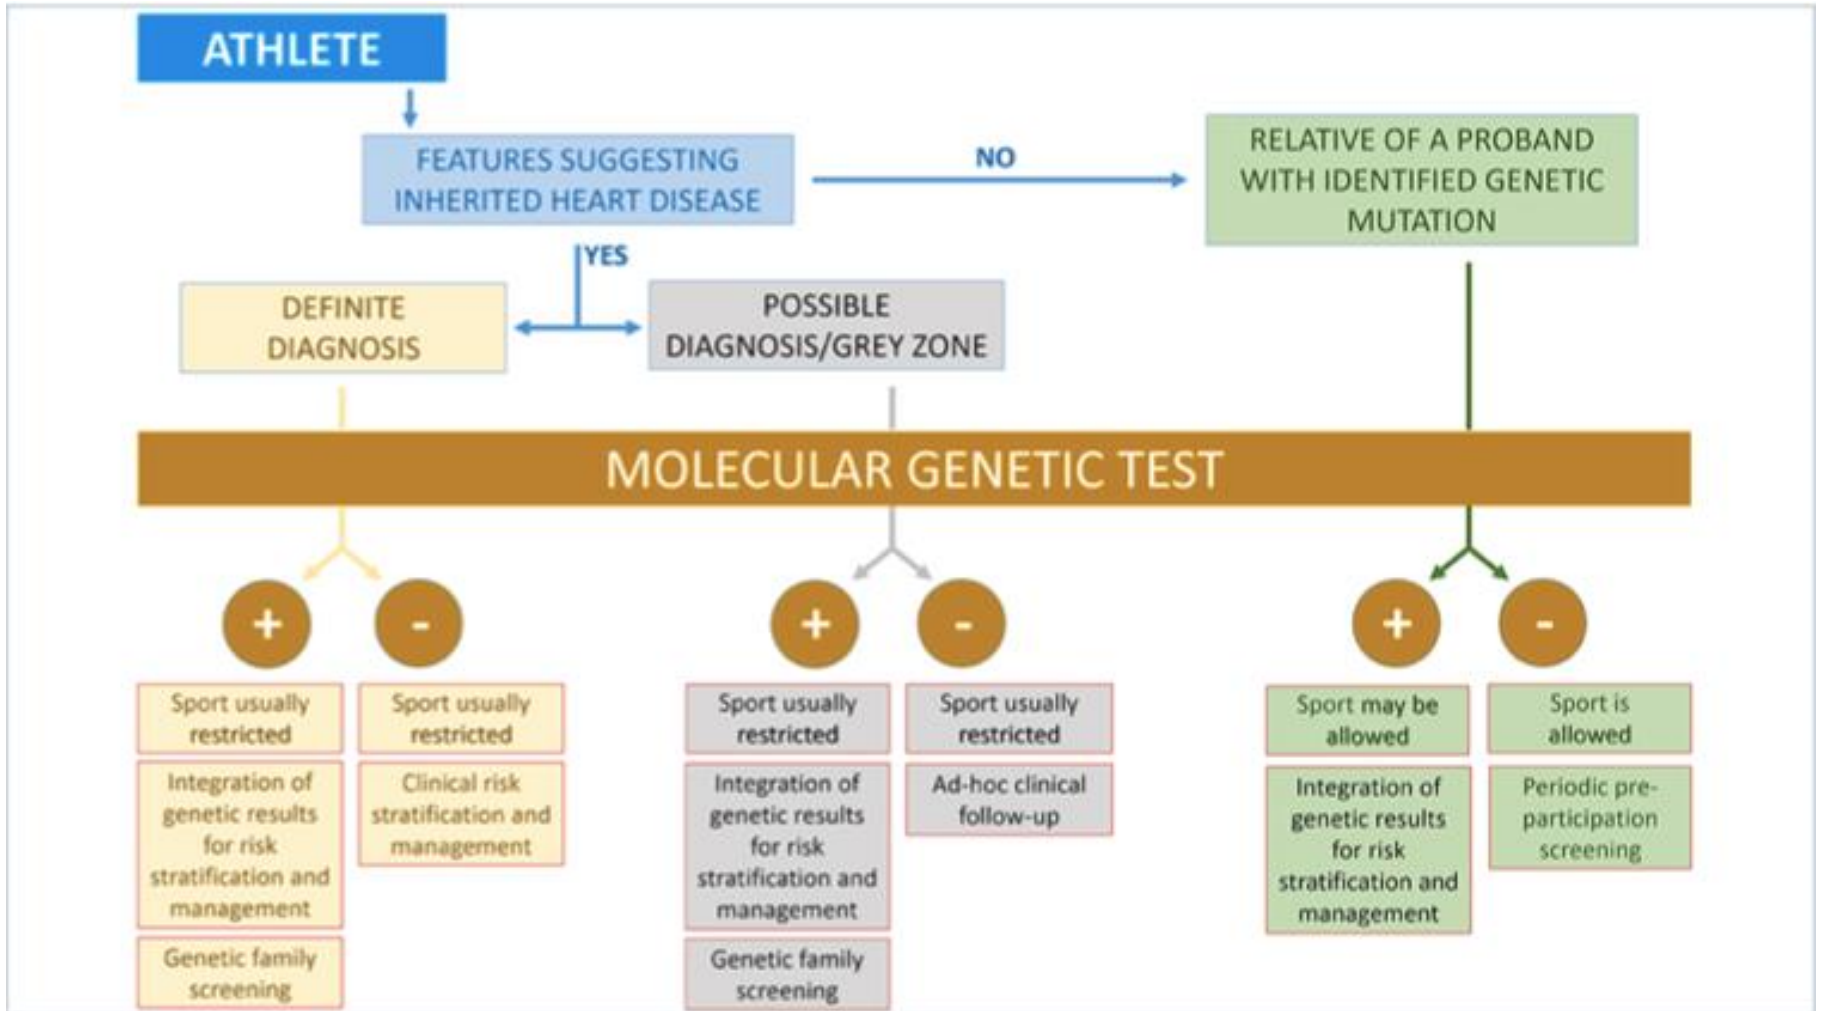 ATHLETE
FEATURES SUGGESTING
INHERITED HEART DISEASE
NO
RELATIVE OF A PROBAND
WITH IDENTIFIED GENETIC
MUTATION
YES
DEFINITE
DIAGNOSIS
POSSIBLE
DIAGNOSIS/GREY ZONE
MOLECULAR GENETIC TEST
+
-
+
-
+
-
Sport usually
restricted
Integration of
genetic results
for risk
stratification and
management
Genetic family
screening
Sport usually
restricted
Clinical risk
stratification and
management
Sport usually
restricted
Integration of
genetic results
for risk
stratification and
management
Genetic family
screening
Sport usually
restricted
Ad-hoc clinical
follow-up
Sport may be
allowed
Integration of
genetic results
for risk
stratification and
management
Sport is
allowed
Periodic pre-
participation
screening